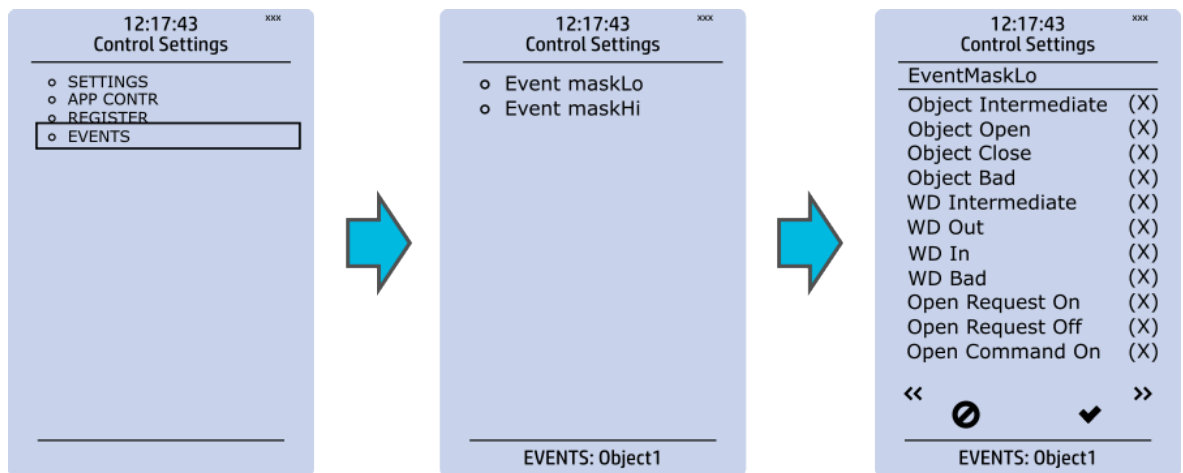 12:17:43 xxx
Control Settings
SETTINGS
APP CONTR
REGISTER
EVENTS
12:17:43 xxx
Control Settings
Event maskLo
Event maskHi
EVENTS: Object1
12:17:43 xxx
Control Settings
EventMaskLo
Object Intermediate (X)
Object Open (X)
Object Close (X)
Object Bad (X)
WD Intermediate (X)
WD Out (X)
WD In (X)
WD Bad (X)
Open Request On (X)
Open Request Off (X)
Open Command On (X)
<< >>
EVENTS: Object1